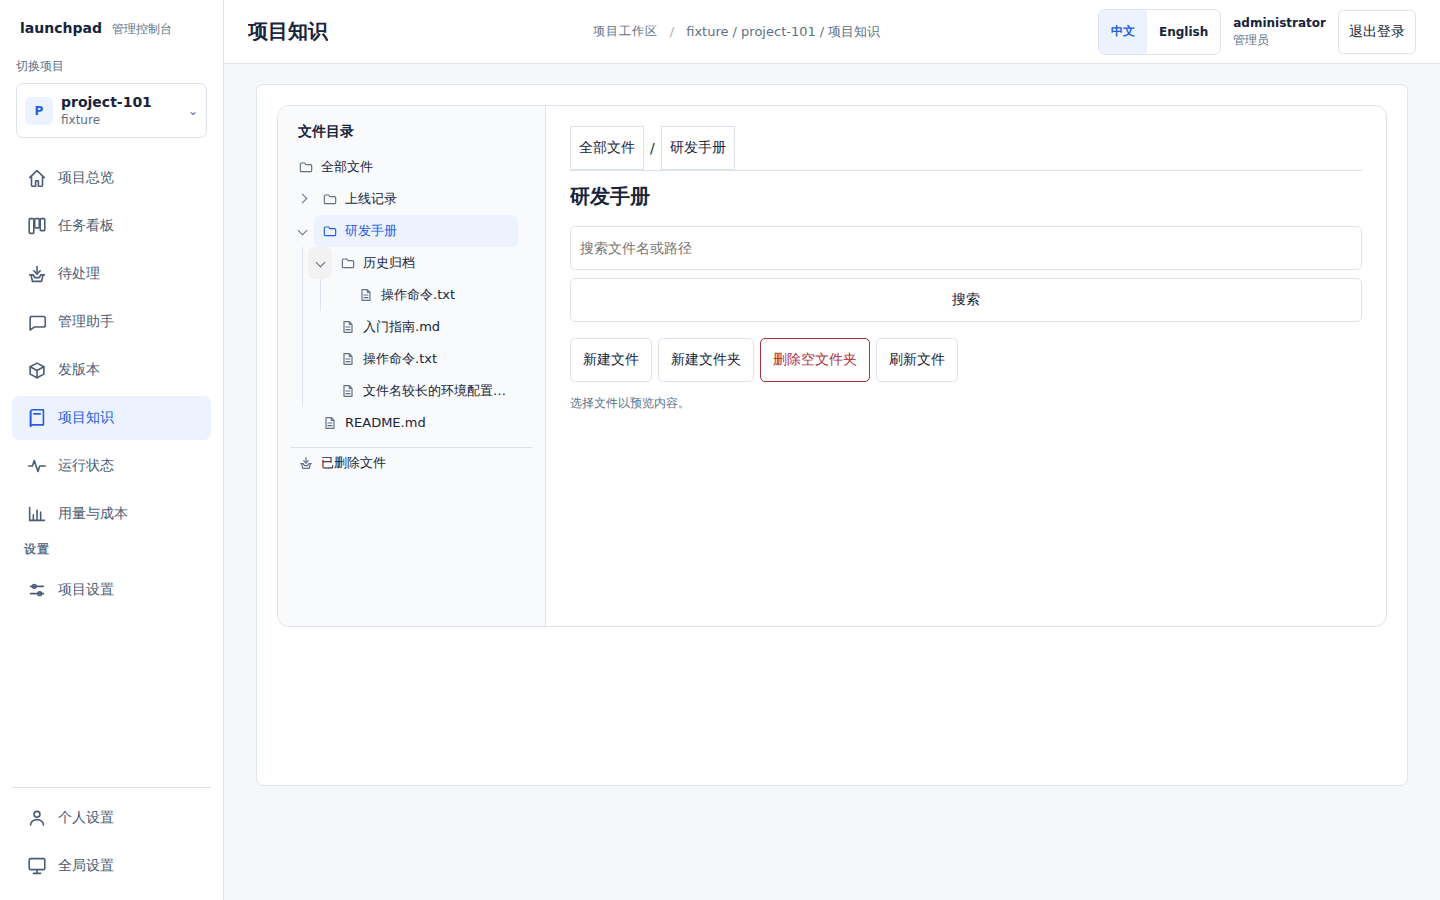 launchpad 管理控制台
切换项目
P
project-101
fixture
项目总览
任务看板
待处理
管理助手
发版本
项目知识
运行状态
用量与成本
设置
项目设置
个人设置
全局设置
项目知识
项目工作区 / fixture / project-101 / 项目知识
中文 English
administrator
管理员
退出登录
文件目录
全部文件
上线记录
研发手册
历史归档
操作命令.txt
入门指南.md
操作命令.txt
文件名较长的环境配置...
README.md
已删除文件
全部文件 / 研发手册
研发手册
搜索文件名或路径
搜索
新建文件 新建文件夹 删除空文件夹 刷新文件
选择文件以预览内容。